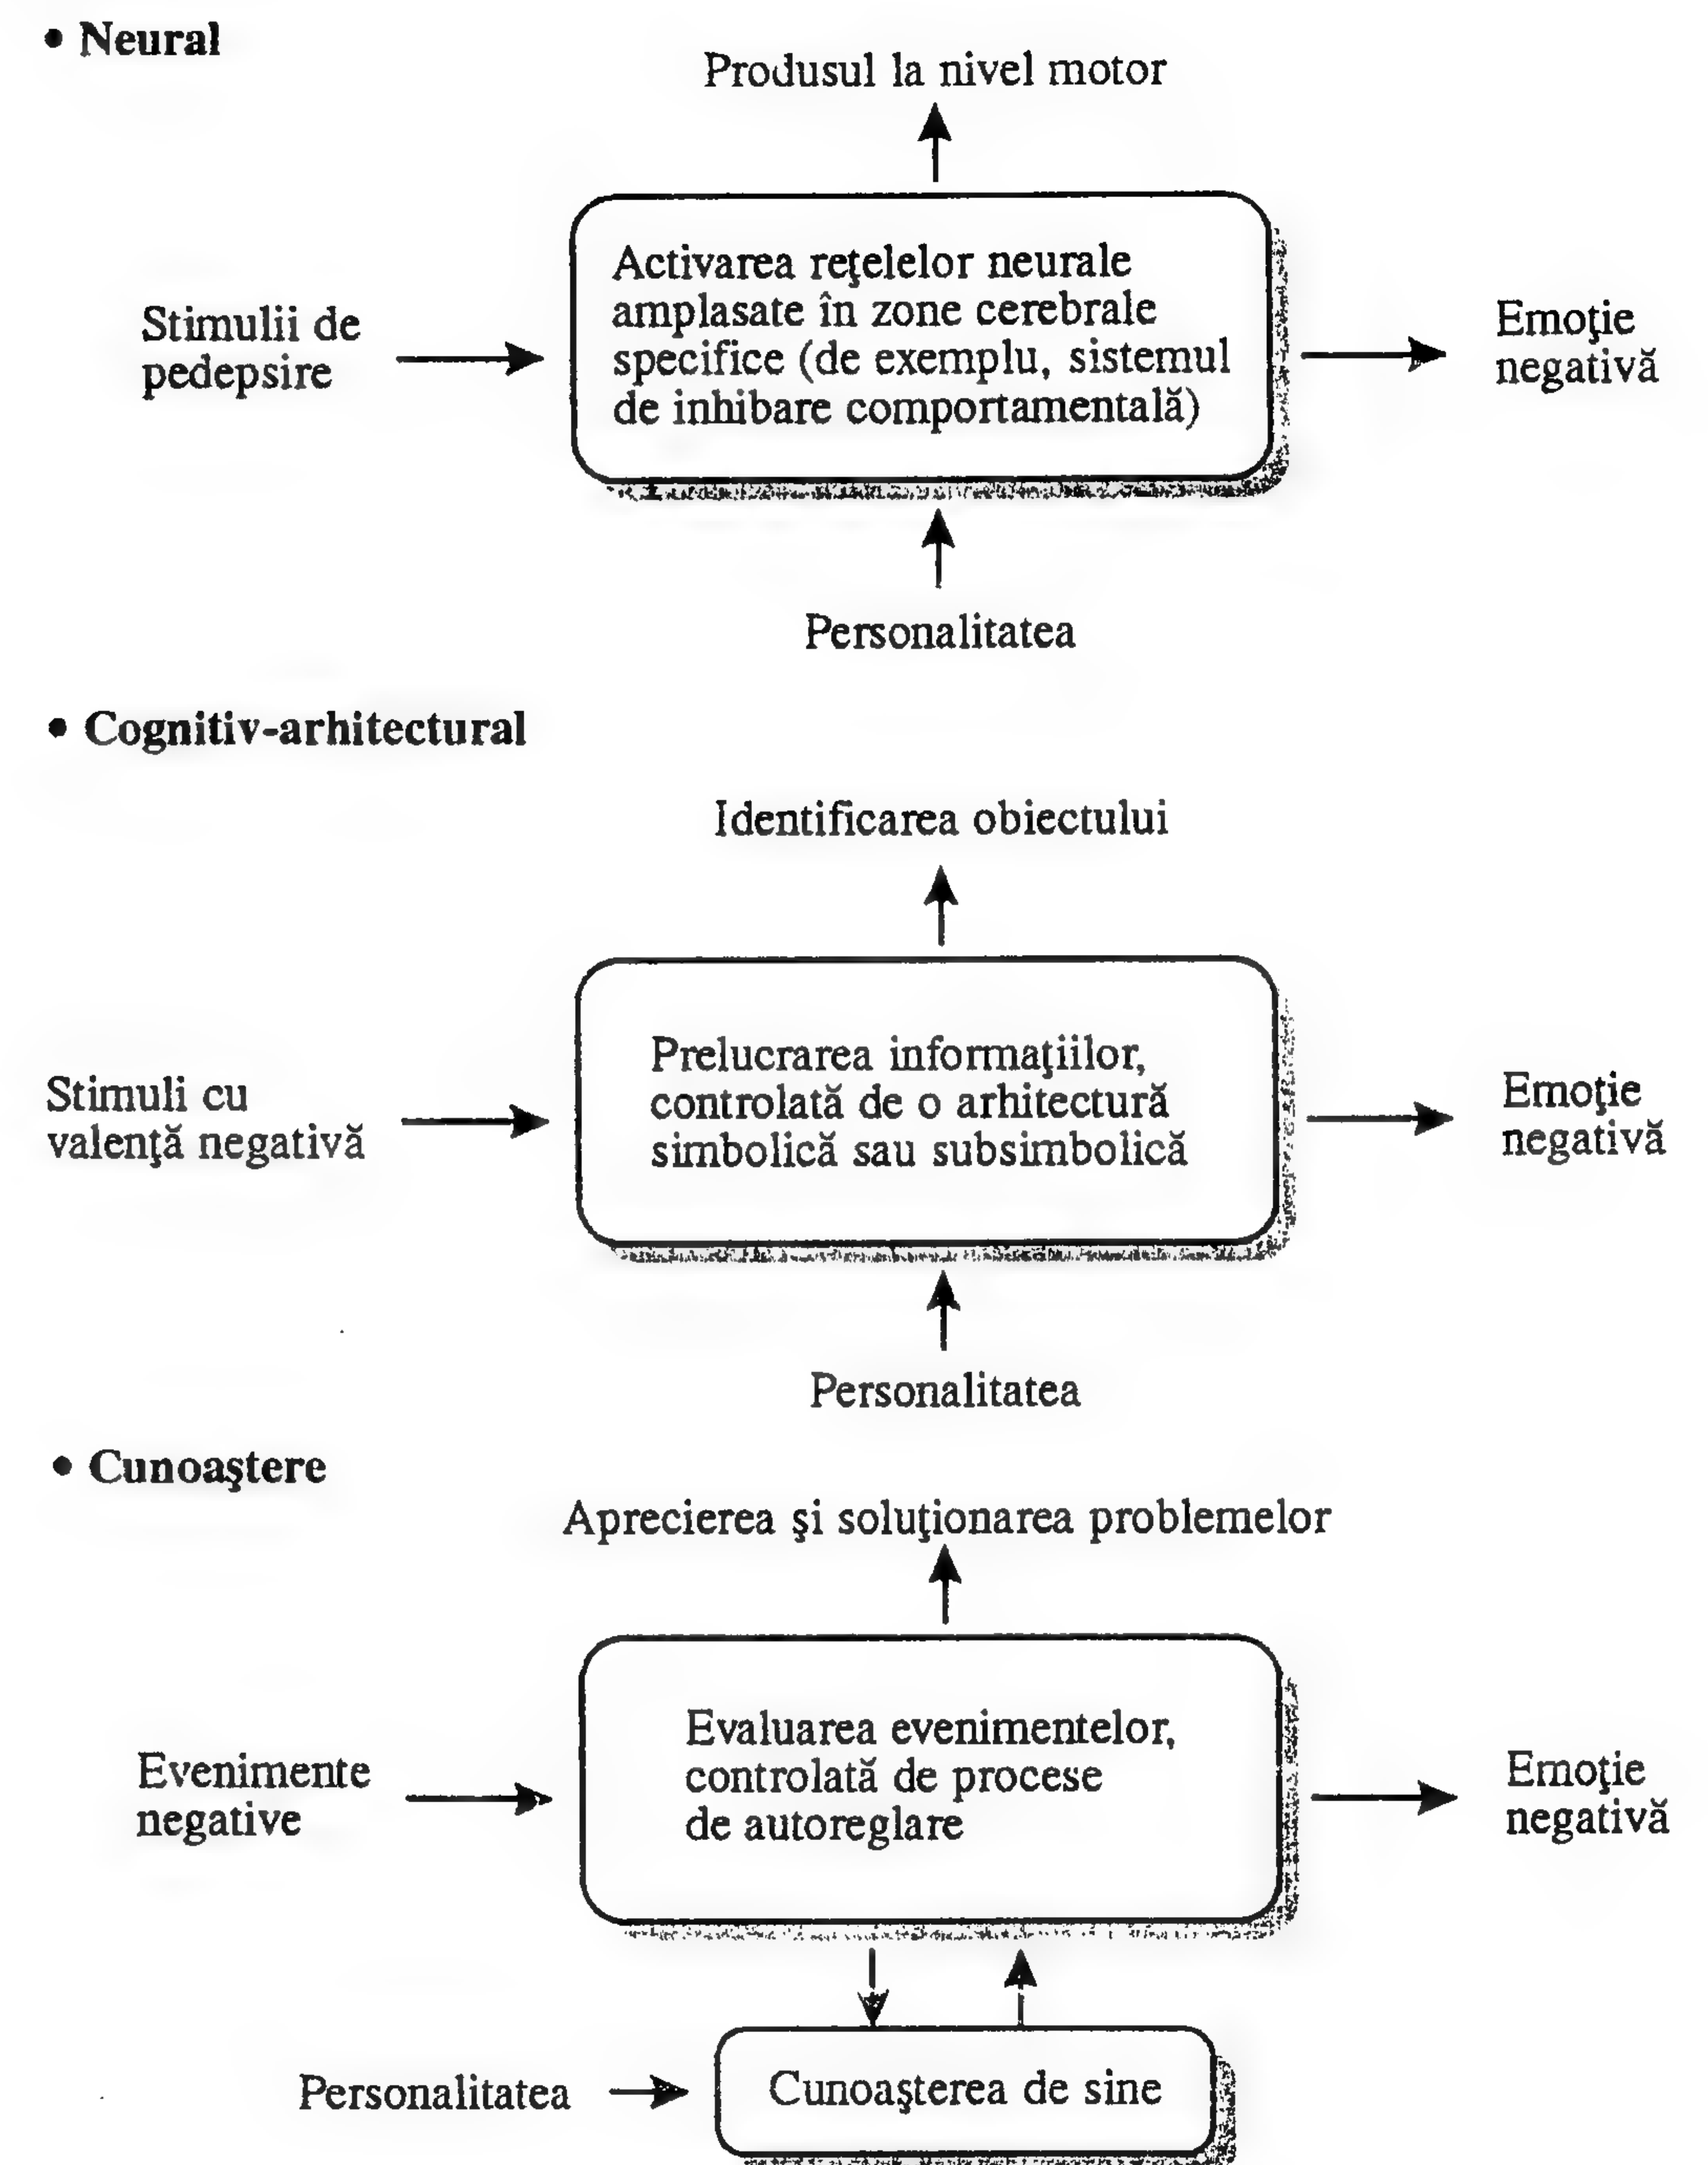 • Neural
Produsul la nivel motor
Activarea reţelelor neurale
amplasate în zone cerebrale
specifice (de exemplu, sistemul
de inhibare comportamentală)
Stimulii de
pedepsire
Emoţie
negativă
Personalitatea
• Cognitiv-arhitectural
Identificarea obiectului
Prelucrarea informaţiilor,
controlată de o arhitectură
simbolică sau subsimbolică
Stimuli cu
valenţă negativă
Emoţie
negativă
Personalitatea
• Cunoaştere
Aprecierea şi soluţionarea problemelor
Evaluarea evenimentelor,
controlată de procese
de autoreglare
Evenimente
negative
Emoţie
negativă
Personalitatea
Cunoaşterea de sine